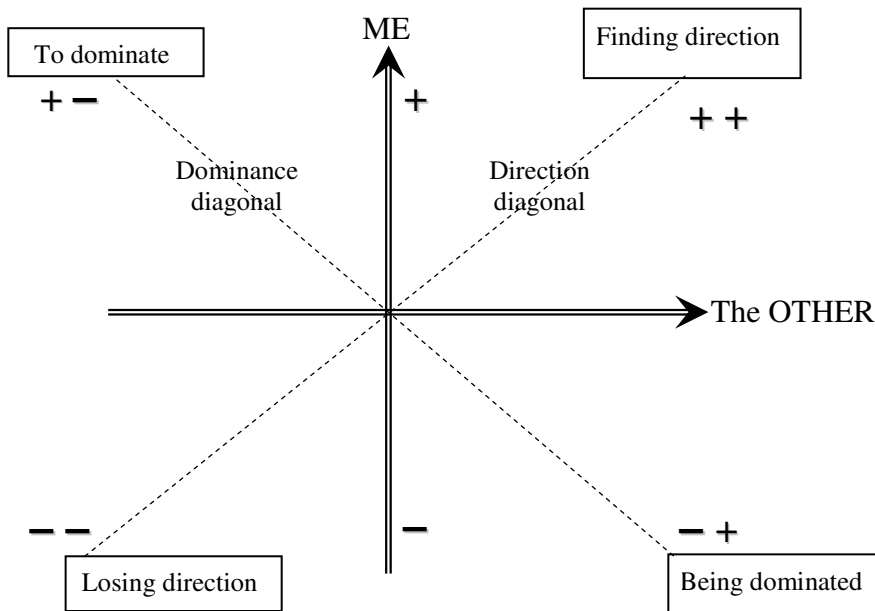 ME
To dominate
Finding direction
+ −
+
+ +
Dominance
diagonal
Direction
diagonal
The OTHER
− −
−
− +
Losing direction
Being dominated